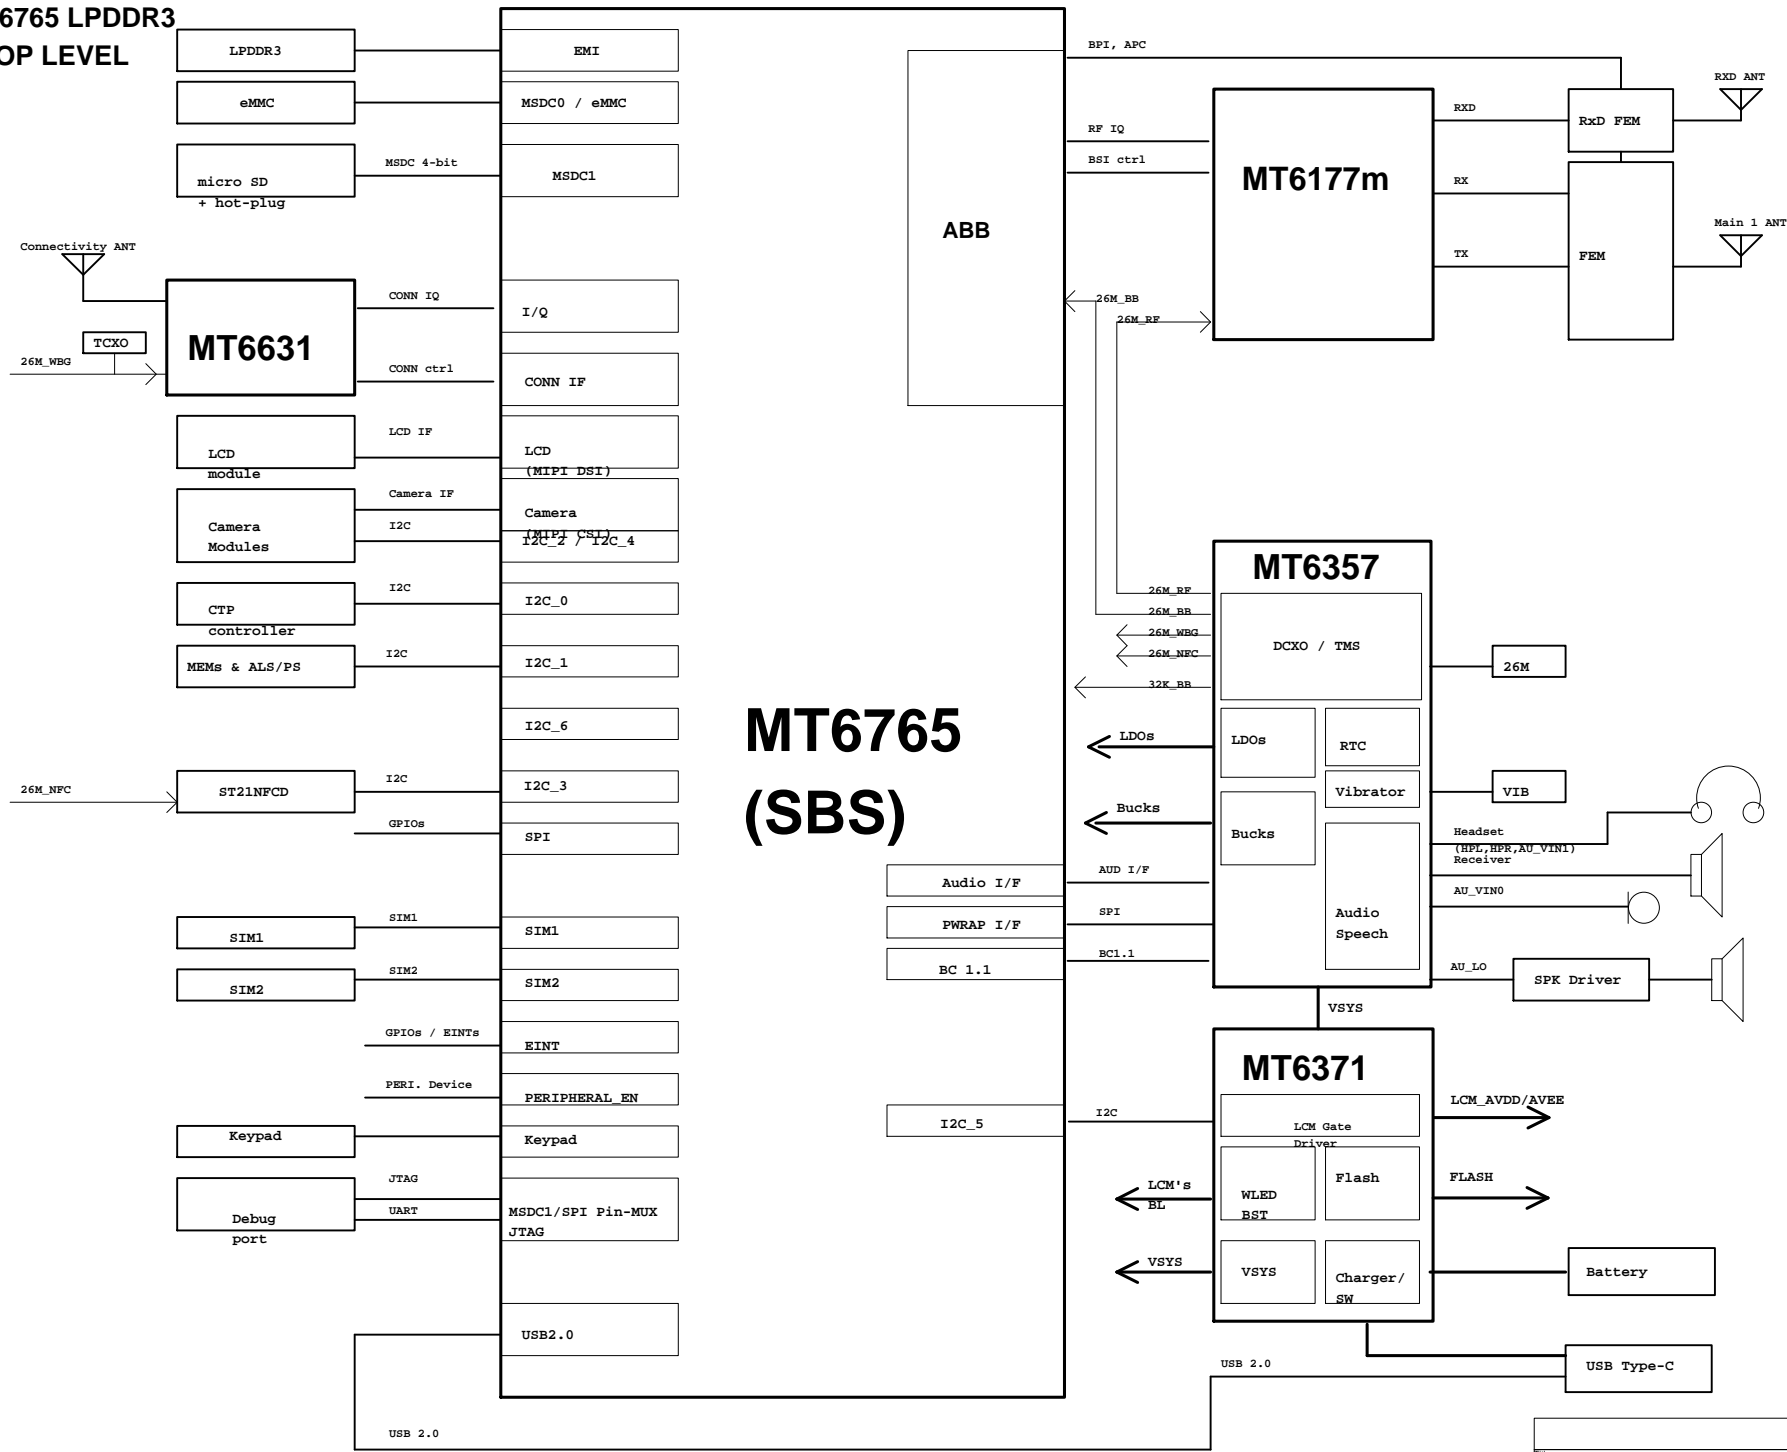 6765 LPDDR3
OP LEVEL
LPDDR3
EMI
eMMC
MSDC0 / eMMC
micro SD
+ hot-plug
MSDC 4-bit
MSDC1
Connectivity ANT
MT6631
TCXO
26M_WBG
CONN IQ
I/Q
CONN ctrl
CONN IF
LCD
module
LCD IF
LCD
(MIPI DSI)
Camera
Modules
Camera IF
I2C
Camera
(MIPI CSI)
I2C_2 / I2C_4
CTP
controller
I2C
I2C_0
MEMs & ALS/PS
I2C
I2C_1
I2C_6
26M_NFC
ST21NFCD
I2C
I2C_3
GPIOs
SPI
SIM1
SIM1
SIM1
SIM2
SIM2
SIM2
GPIOs / EINTs
EINT
PERI. Device
PERIPHERAL_EN
Keypad
Keypad
Debug
port
JTAG
UART
MSDC1/SPI Pin-MUX
JTAG
USB2.0
USB 2.0
MT6765
(SBS)
ABB
Audio I/F
PWRAP I/F
BC 1.1
I2C_5
BPI, APC
RF IQ
BSI ctrl
26M_BB
26M_RF
MT6177m
RXD
RX
TX
RxD FEM
FEM
RXD ANT
Main 1 ANT
MT6357
26M_RF
26M_BB
26M_WBG
26M_NFC
32K_BB
DCXO / TMS
26M
LDOs
LDOs
RTC
Vibrator
VIB
Bucks
Bucks
Headset
(HPL,HPR,AU_VIN1)
Receiver
AU_VIN0
AUD I/F
SPI
BC1.1
Audio
Speech
AU_LO
SPK Driver
VSYS
MT6371
I2C
LCM Gate
Driver
LCM_AVDD/AVEE
LCM's
BL
WLED
BST
Flash
FLASH
VSYS
VSYS
Charger/
SW
Battery
USB 2.0
USB Type-C